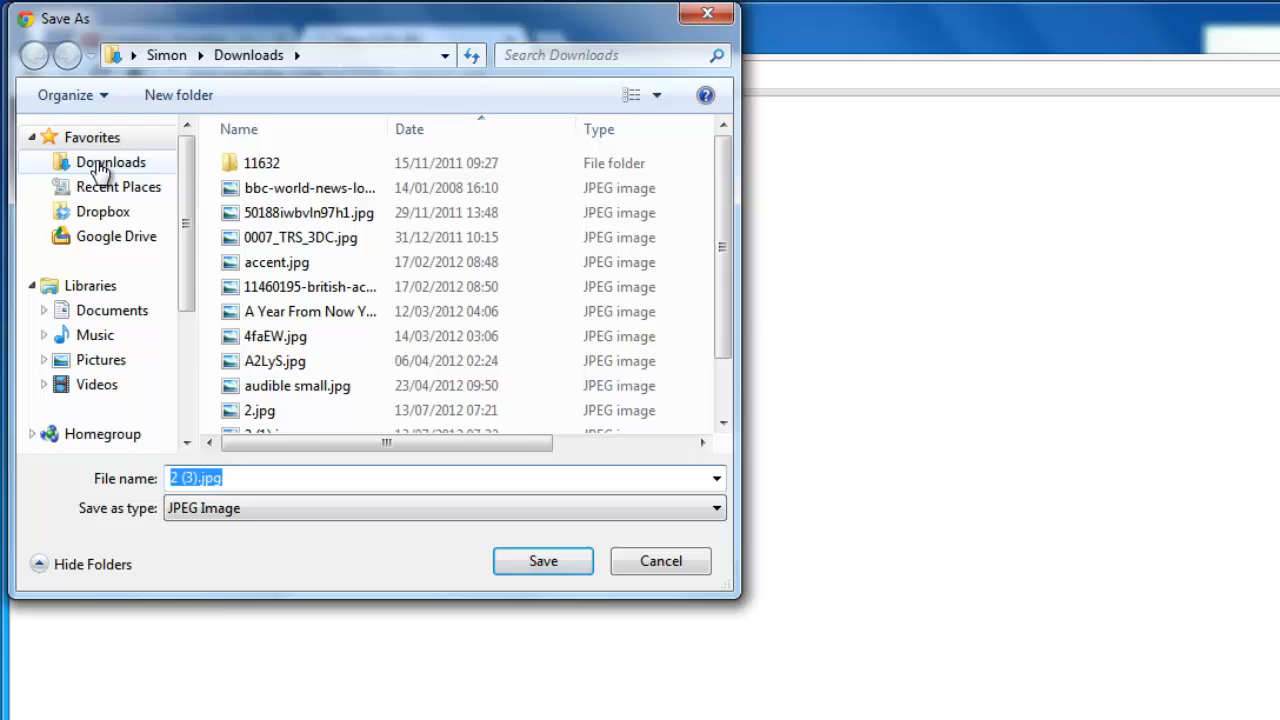 Save As
Simon Downloads
Search Downloads
Organize New folder
Favorites
Downloads
Recent Places
Dropbox
Google Drive
Libraries
Documents
Music
Pictures
Videos
Homegroup
Name Date Type
11632 15/11/2011 09:27 File folder
bbc-world-news-lo... 14/01/2008 16:10 JPEG image
50188iwbvln97h1.jpg 29/11/2011 13:48 JPEG image
0007_TRS_3DC.jpg 31/12/2011 10:15 JPEG image
accent.jpg 17/02/2012 08:48 JPEG image
11460195-british-ac... 17/02/2012 08:50 JPEG image
A Year From Now Y... 12/03/2012 04:06 JPEG image
4faEW.jpg 14/03/2012 03:06 JPEG image
A2LyS.jpg 06/04/2012 02:24 JPEG image
audible small.jpg 23/04/2012 09:50 JPEG image
2.jpg 13/07/2012 07:21 JPEG image
File name: 2 (3).jpg
Save as type: JPEG Image
Hide Folders
Save Cancel